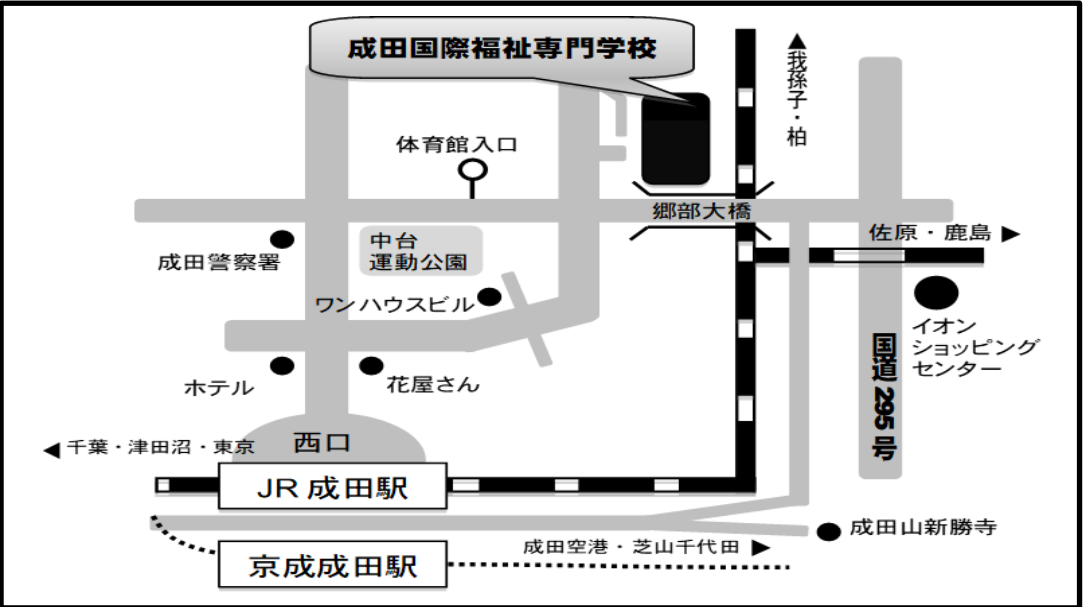 成田国際福祉専門学校
▲我孫子・柏
体育館入口
郷部大橋
佐原・鹿島 ▶
成田警察署
中台
運動公園
ワンハウスビル
イオン
ショッピング
センター
国道295号
ホテル
花屋さん
◀ 千葉・津田沼・東京
西口
JR 成田駅
成田山新勝寺
成田空港・芝山千代田 ▶
京成成田駅